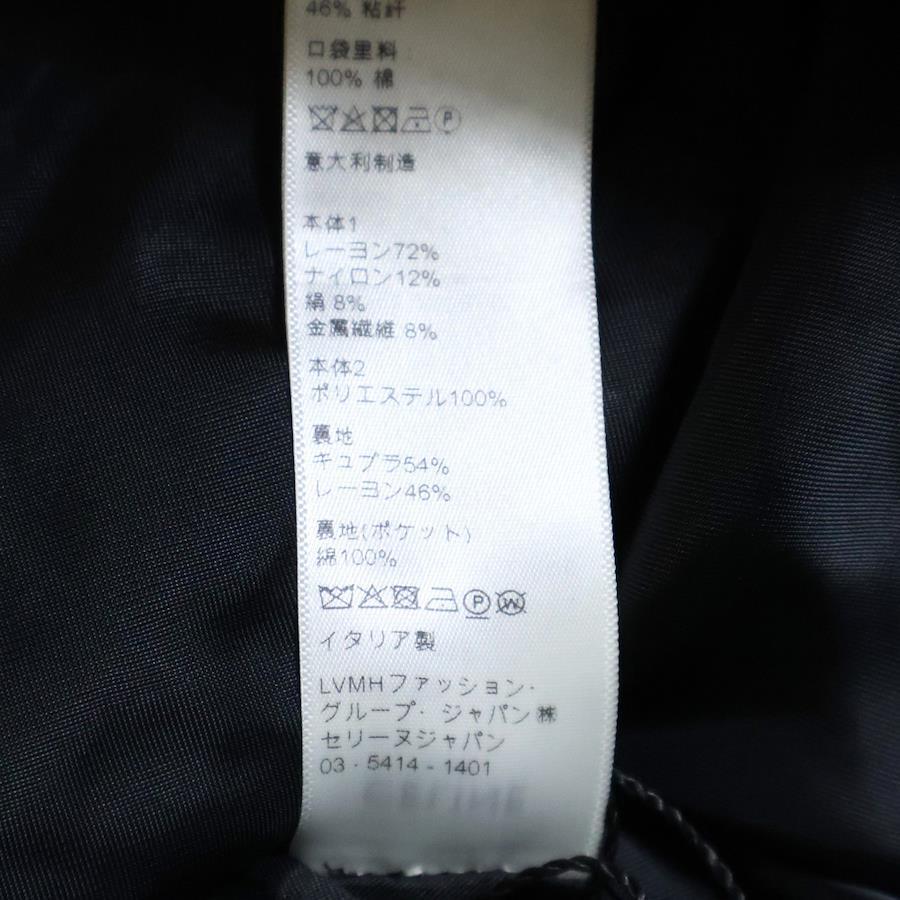 46% 粘纤
口袋里料:
100% 棉
P
意大利制造
本体1
レーヨン72%
ナイロン12%
絹 8%
金属繊維 8%
本体2
ポリエステル100%
裏地
キュプラ54%
レーヨン46%
裏地(ポケット)
綿100%
P W
イタリア製
LVMHファッション・
グループ・ジャパン㈱
セリーヌジャパン
03・5414-1401